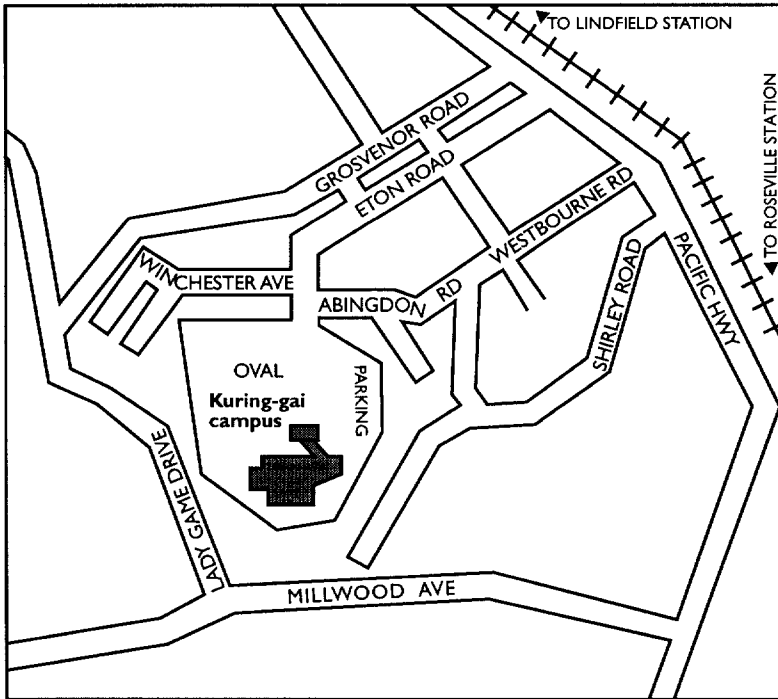 TO LINDFIELD STATION
TO ROSEVILLE STATION
GROSVENOR ROAD
ETON ROAD
WESTBOURNE RD
WINCHESTER AVE
ABINGDON RD
SHIRLEY ROAD
PACIFIC HWY
OVAL
PARKING
Kuring-gai
campus
LADY GAME DRIVE
MILLWOOD AVE